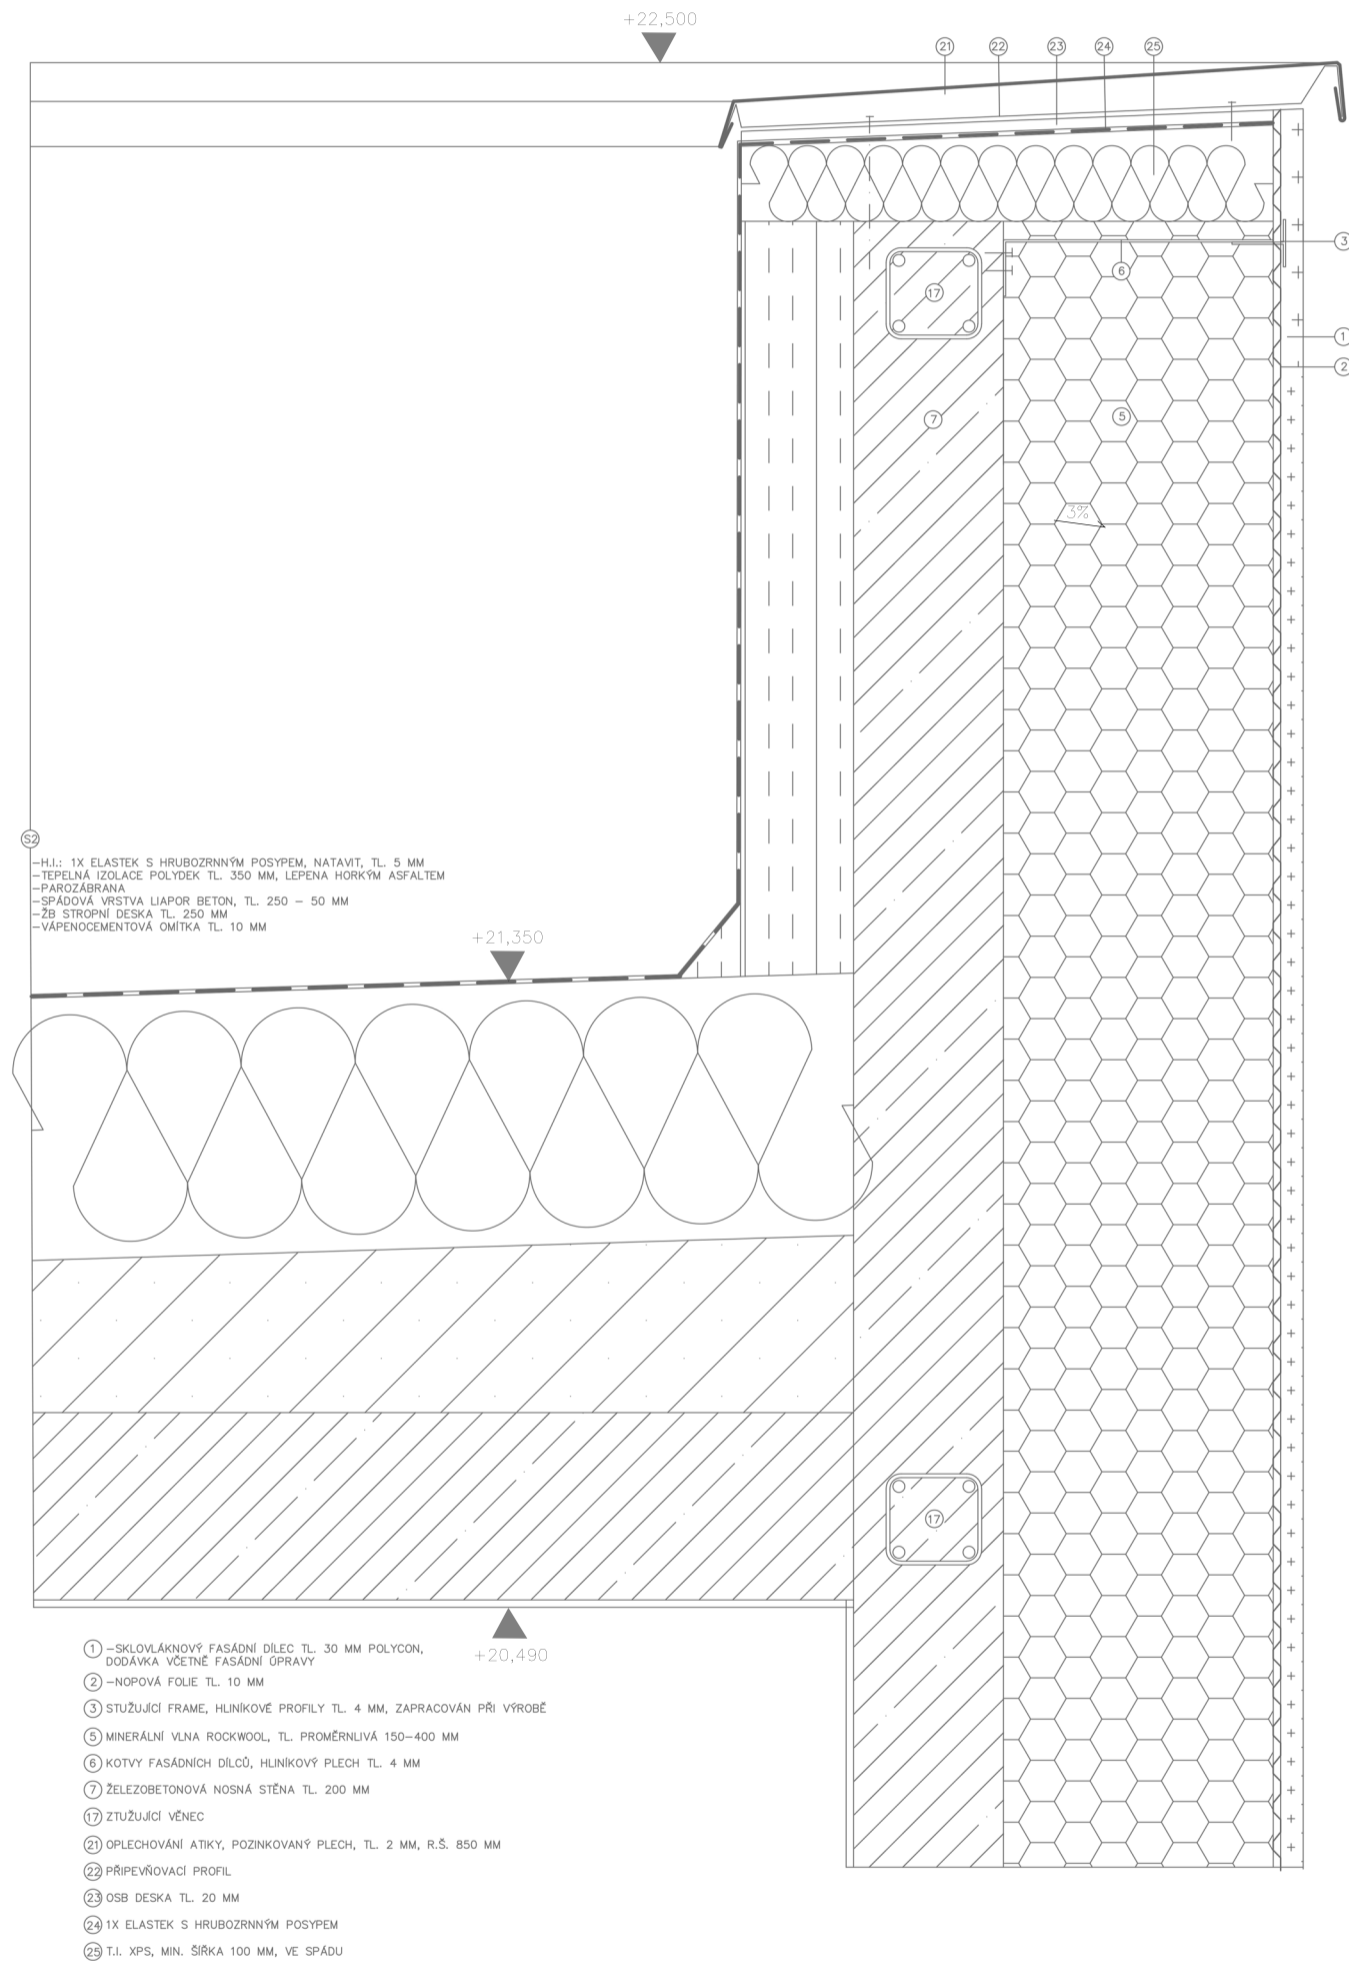 +22,500
21 22 23 24 25
3
6
17
1
2
7
5
3%
S2
-H.I.: 1X ELASTEK S HRUBOZRNNÝM POSYPEM, NATAVIT, TL. 5 MM
-TEPELNÁ IZOLACE POLYDEK TL. 350 MM, LEPENA HORKÝM ASFALTEM
-PAROZÁBRANA
-SPÁDOVÁ VRSTVA LIAPOR BETON, TL. 250 - 50 MM
-ŽB STROPNÍ DESKA TL. 250 MM
-VÁPENOCEMENTOVÁ OMÍTKA TL. 10 MM
+21,350
17
+20,490
1 -SKLOVLÁKNOVÝ FASÁDNÍ DÍLEC TL. 30 MM POLYCON,
DODÁVKA VČETNĚ FASÁDNÍ ÚPRAVY
2 -NOPOVÁ FOLIE TL. 10 MM
3 STUŽUJÍCÍ FRAME, HLINÍKOVÉ PROFILY TL. 4 MM, ZAPRACOVÁN PŘI VÝROBĚ
5 MINERÁLNÍ VLNA ROCKWOOL, TL. PROMĚRNLIVÁ 150-400 MM
6 KOTVY FASÁDNÍCH DÍLCŮ, HLINÍKOVÝ PLECH TL. 4 MM
7 ŽELEZOBETONOVÁ NOSNÁ STĚNA TL. 200 MM
17 ZTUŽUJÍCÍ VĚNEC
21 OPLECHOVÁNÍ ATIKY, POZINKOVANÝ PLECH, TL. 2 MM, R.Š. 850 MM
22 PŘIPEVŇOVACÍ PROFIL
23 OSB DESKA TL. 20 MM
24 1X ELASTEK S HRUBOZRNNÝM POSYPEM
25 T.I. XPS, MIN. ŠÍŘKA 100 MM, VE SPÁDU